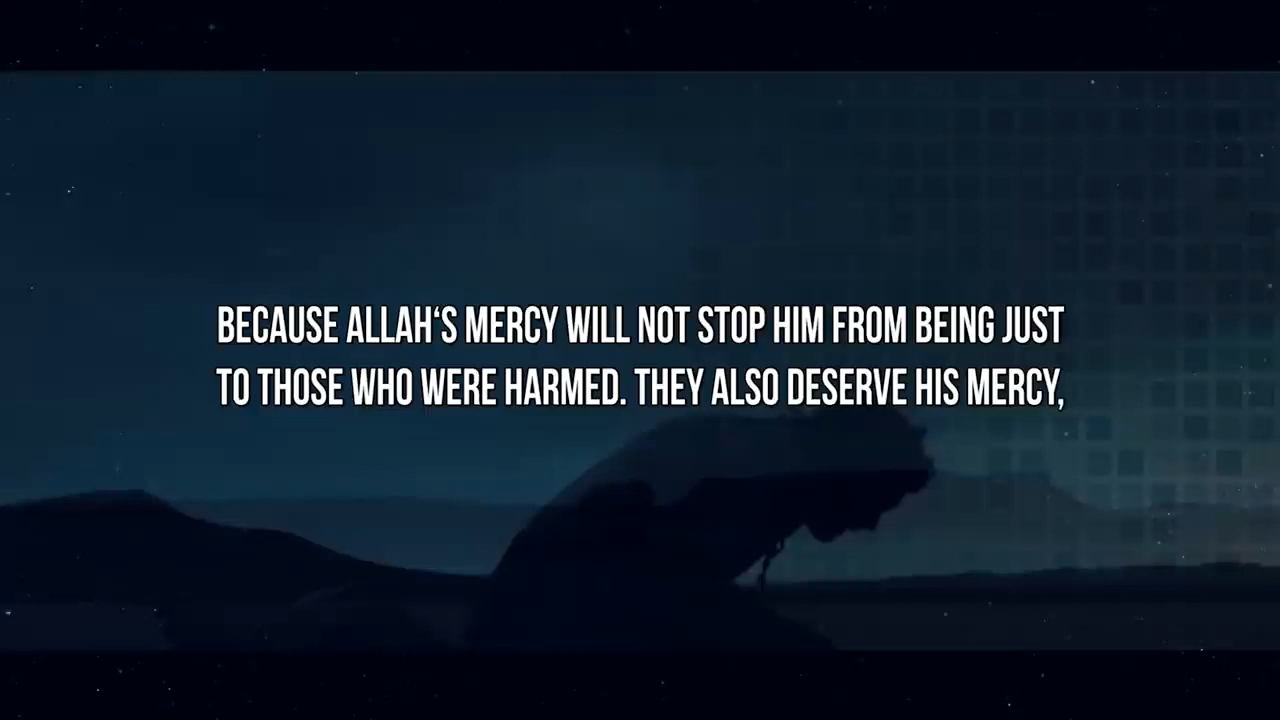 BECAUSE ALLAH‘S MERCY WILL NOT STOP HIM FROM BEING JUST
TO THOSE WHO WERE HARMED. THEY ALSO DESERVE HIS MERCY,